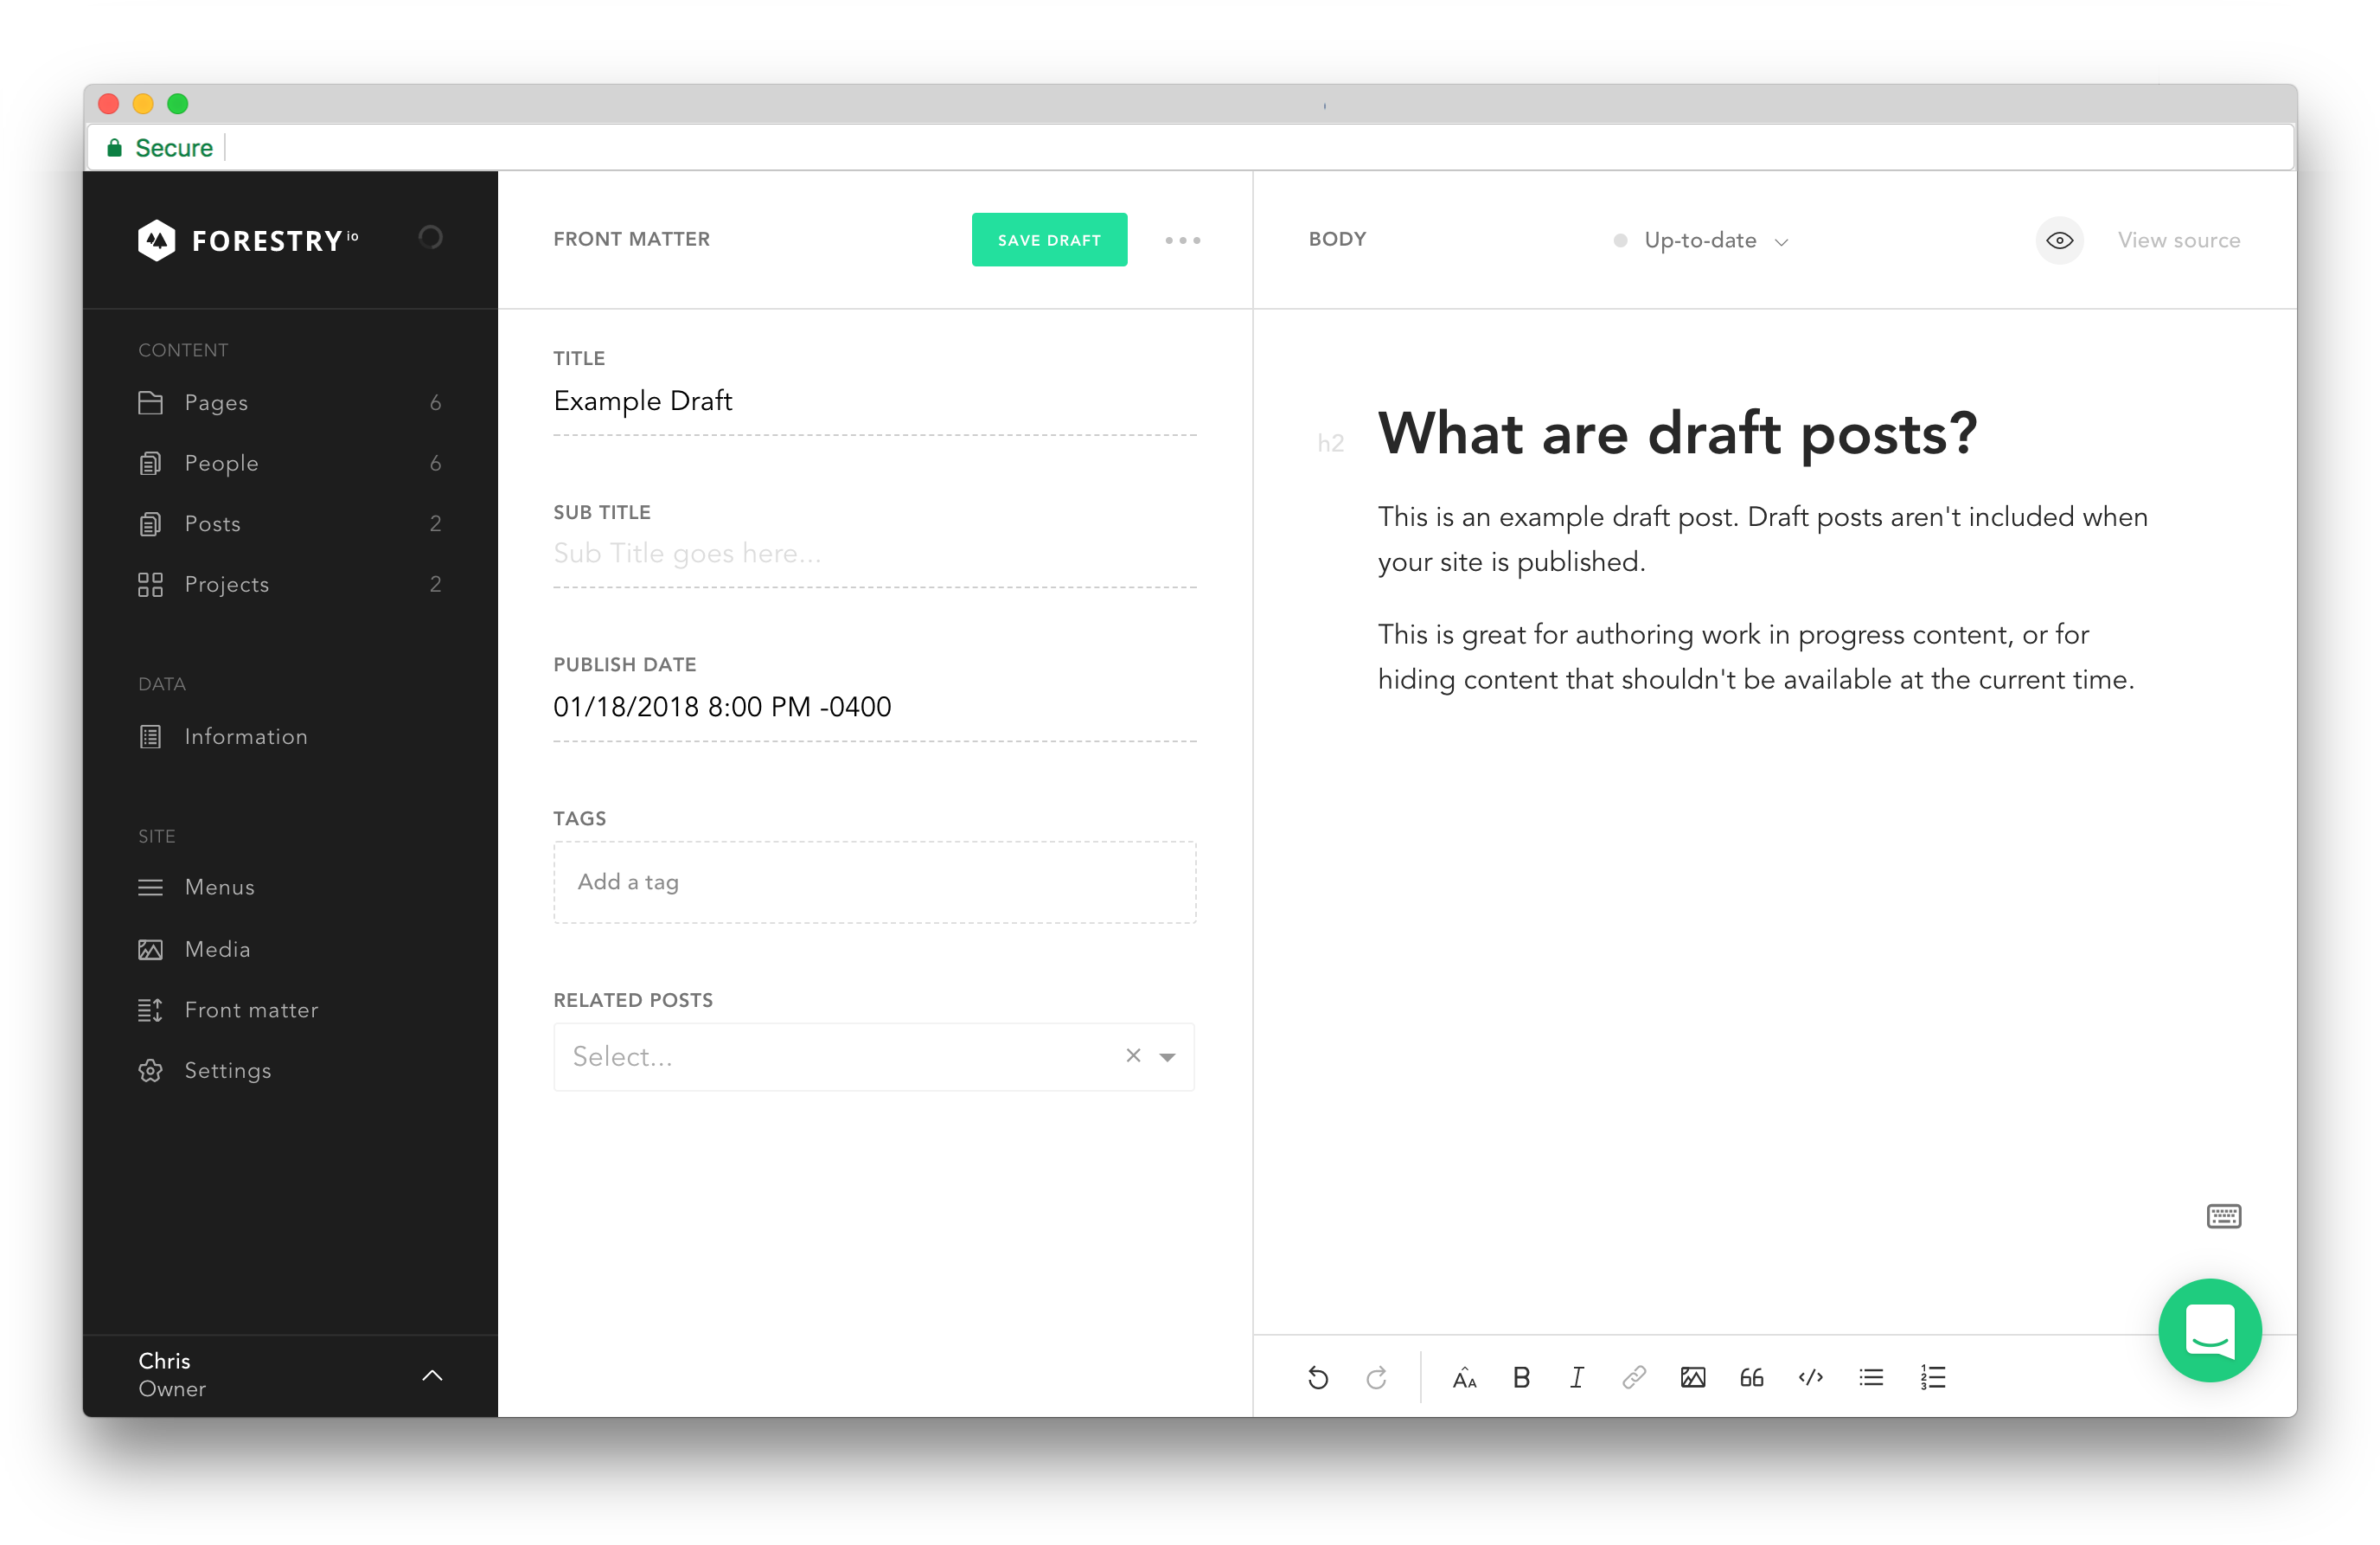 Secure
FORESTRY io
CONTENT
Pages 6
People 6
Posts 2
Projects 2
DATA
Information
SITE
Menus
Media
Front matter
Settings
Chris
Owner
FRONT MATTER
SAVE DRAFT
TITLE
Example Draft
SUB TITLE
Sub Title goes here...
PUBLISH DATE
01/18/2018 8:00 PM -0400
TAGS
Add a tag
RELATED POSTS
Select...
BODY
Up-to-date
View source
h2
What are draft posts?
This is an example draft post. Draft posts aren't included when
your site is published.
This is great for authoring work in progress content, or for
hiding content that shouldn't be available at the current time.